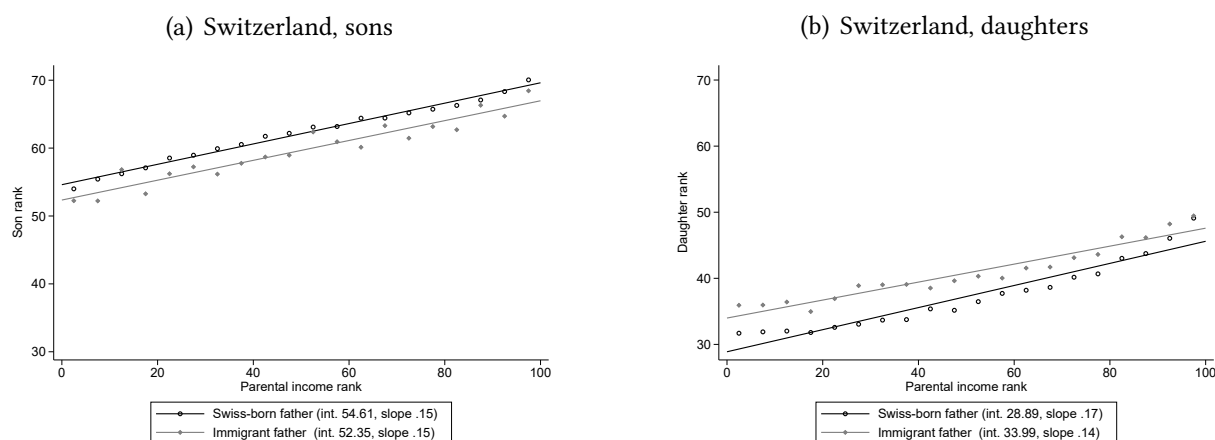 (a) Switzerland, sons
70
60
50
40
30
Son rank
0 20 40 60 80 100
Parental income rank
Swiss-born father (int. 54.61, slope .15)
Immigrant father (int. 52.35, slope .15)
(b) Switzerland, daughters
70
60
50
40
30
Daughter rank
0 20 40 60 80 100
Parental income rank
Swiss-born father (int. 28.89, slope .17)
Immigrant father (int. 33.99, slope .14)